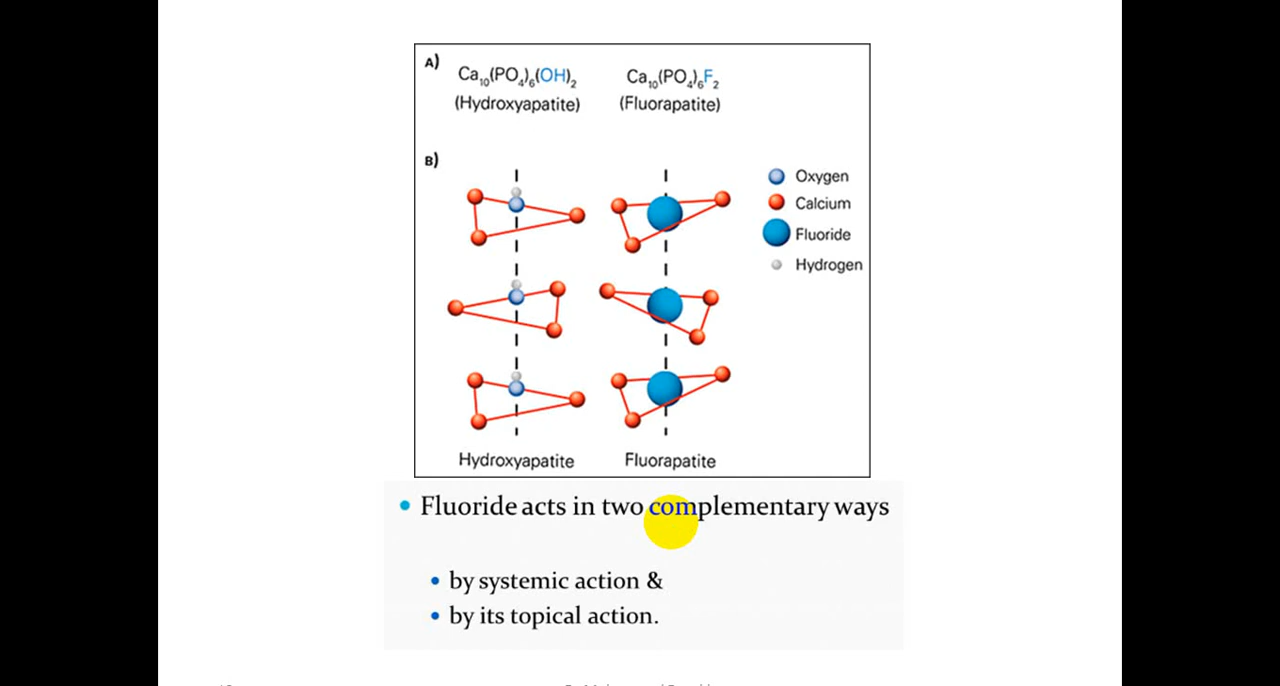 A)
Ca₁₀(PO₄)₆(OH)₂
Ca₁₀(PO₄)₆F₂
(Hydroxyapatite)
(Fluorapatite)
B)
Oxygen
Calcium
Fluoride
Hydrogen
Hydroxyapatite
Fluorapatite
• Fluoride acts in two complementary ways
• by systemic action &
• by its topical action.